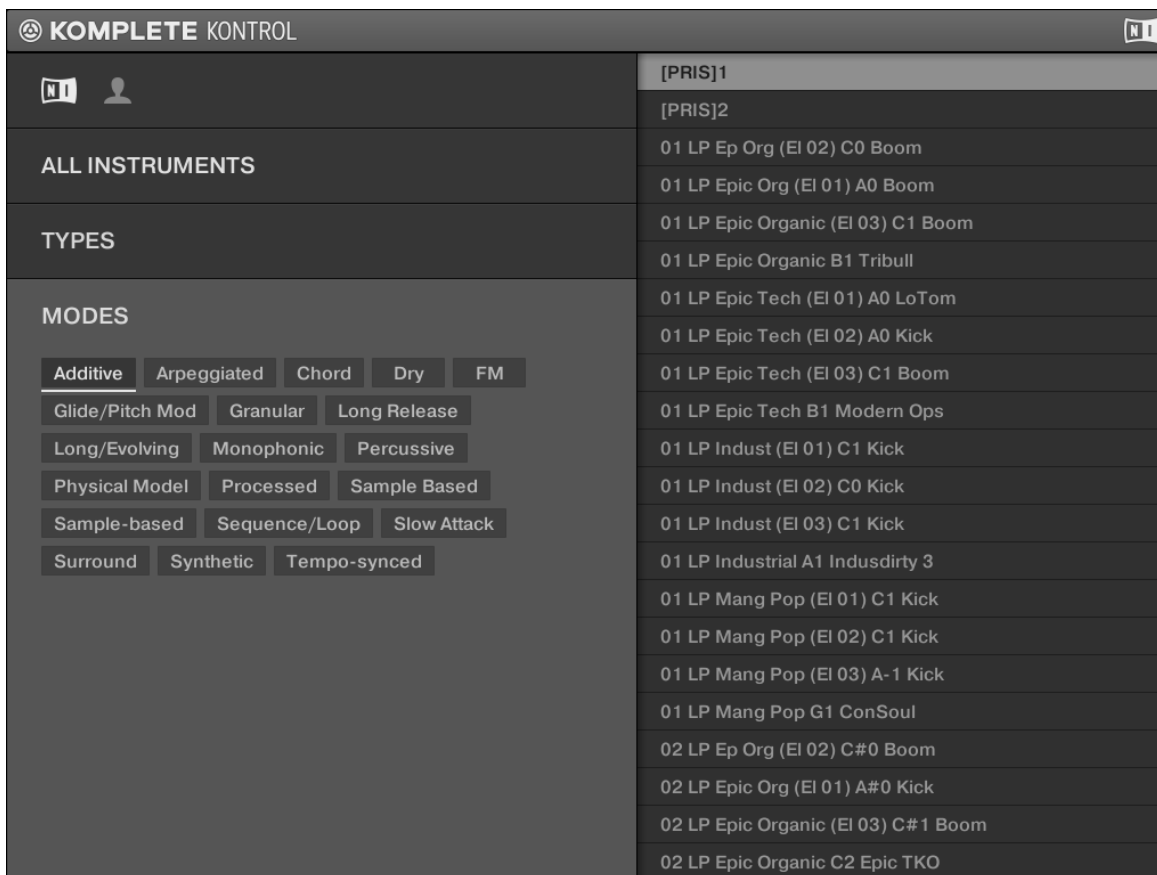 KOMPLETE KONTROL
NI
NI
ALL INSTRUMENTS
TYPES
MODES
Additive Arpeggiated Chord Dry FM
Glide/Pitch Mod Granular Long Release
Long/Evolving Monophonic Percussive
Physical Model Processed Sample Based
Sample-based Sequence/Loop Slow Attack
Surround Synthetic Tempo-synced
[PRIS]1
[PRIS]2
01 LP Ep Org (El 02) C0 Boom
01 LP Epic Org (El 01) A0 Boom
01 LP Epic Organic (El 03) C1 Boom
01 LP Epic Organic B1 Tribull
01 LP Epic Tech (El 01) A0 LoTom
01 LP Epic Tech (El 02) A0 Kick
01 LP Epic Tech (El 03) C1 Boom
01 LP Epic Tech B1 Modern Ops
01 LP Indust (El 01) C1 Kick
01 LP Indust (El 02) C0 Kick
01 LP Indust (El 03) C1 Kick
01 LP Industrial A1 Indusdirty 3
01 LP Mang Pop (El 01) C1 Kick
01 LP Mang Pop (El 02) C1 Kick
01 LP Mang Pop (El 03) A-1 Kick
01 LP Mang Pop G1 ConSoul
02 LP Ep Org (El 02) C#0 Boom
02 LP Epic Org (El 01) A#0 Kick
02 LP Epic Organic (El 03) C#1 Boom
02 LP Epic Organic C2 Epic TKO